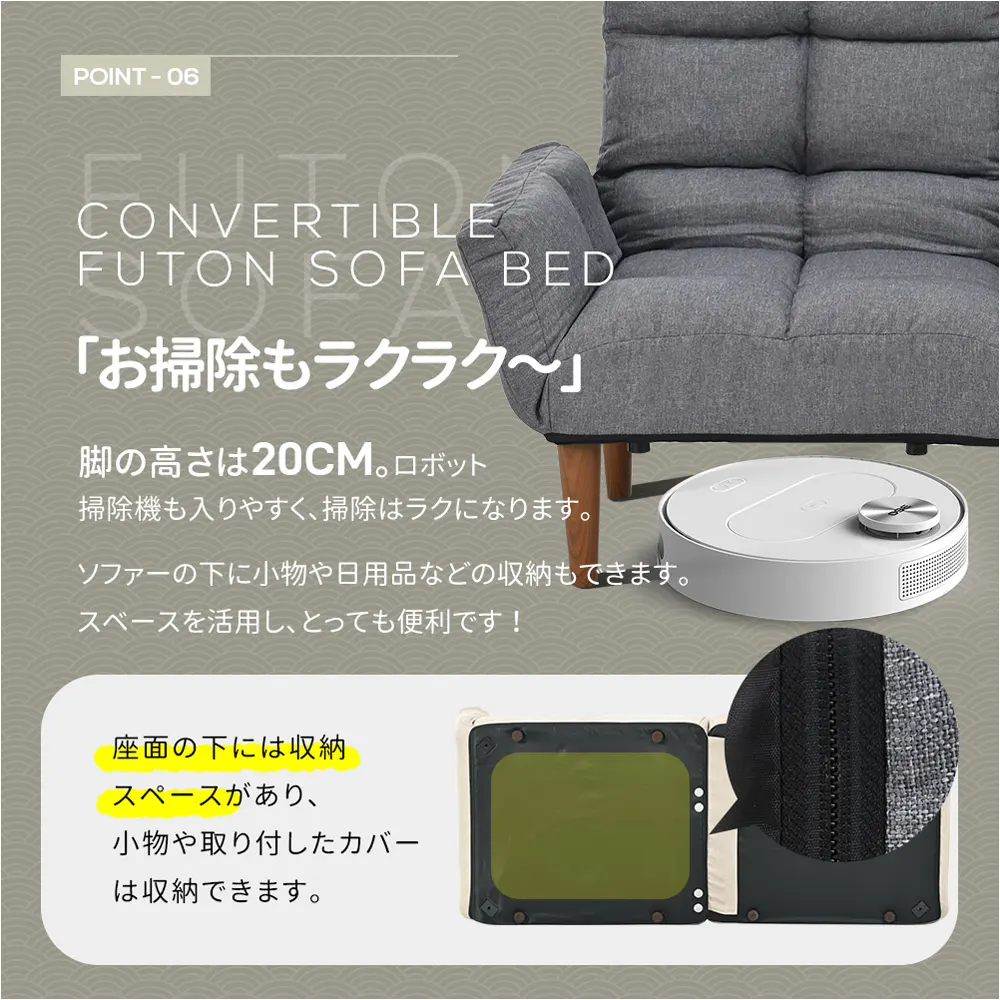 POINT - 06
FUTON
SOFA
CONVERTIBLE
FUTON SOFA BED
「お掃除もラクラク〜」
脚の高さは20CM。ロボット
掃除機も入りやすく、掃除はラクになります。
ソファーの下に小物や日用品などの収納もできます。
スペースを活用し、とっても便利です！
座面の下には収納
スペースがあり、
小物や取り付したカバー
は収納できます。